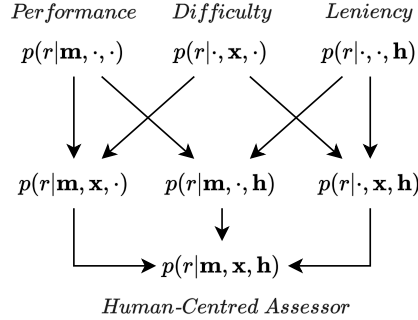 Performance Difficulty Leniency
p(r|m, ·, ·) p(r|·, x, ·) p(r|·, ·, h)
p(r|m, x, ·) p(r|m, ·, h) p(r|·, x, h)
p(r|m, x, h)
Human-Centred Assessor